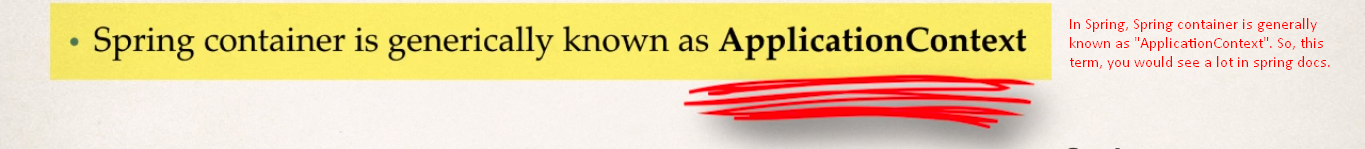 • Spring container is generically known as ApplicationContext
In Spring, Spring container is generally
known as "ApplicationContext". So, this
term, you would see a lot in spring docs.